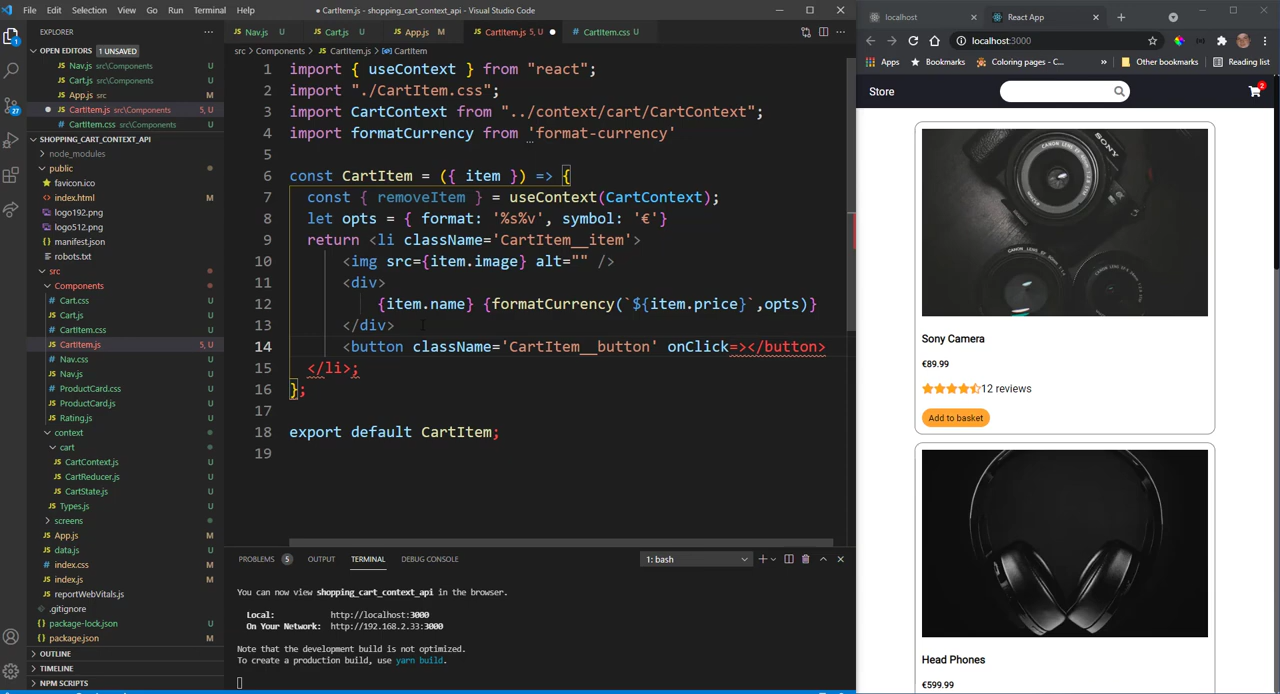 File Edit Selection View Go Run Terminal Help
● CartItem.js - shopping_cart_context_api - Visual Studio Code
EXPLORER
OPEN EDITORS 1 UNSAVED
Nav.js src\Components U
Cart.js src\Components U
App.js src M
CartItem.js src\Components 5, U
CartItem.css src\Components U
SHOPPING_CART_CONTEXT_API
node_modules
public
favicon.ico
index.html M
logo192.png
logo512.png
manifest.json
robots.txt
src
Components
Cart.css U
Cart.js U
CartItem.css U
CartItem.js 5, U
Nav.css U
Nav.js U
ProductCard.css U
ProductCard.js U
Rating.js U
context
cart
CartContext.js U
CartReducer.js U
CartState.js U
Types.js U
screens
App.js M
data.js U
index.css M
index.js M
reportWebVitals.js U
.gitignore
package-lock.json U
package.json M
OUTLINE
TIMELINE
NPM SCRIPTS
Nav.js U Cart.js U App.js M CartItem.js 5, U CartItem.css U
src > Components > CartItem.js > CartItem
1 import { useContext } from "react";
2 import "./CartItem.css";
3 import CartContext from "../context/cart/CartContext";
4 import formatCurrency from 'format-currency'
5
6 const CartItem = ({ item }) => {
7 const { removeItem } = useContext(CartContext);
8 let opts = { format: '%s%v', symbol: '€'}
9 return <li className='CartItem__item'>
10 <img src={item.image} alt="" />
11 <div>
12 {item.name} {formatCurrency(`${item.price}`,opts)}
13 </div>
14 <button className='CartItem__button' onClick=></button>
15 </li>;
16 };
17
18 export default CartItem;
19
PROBLEMS 5 OUTPUT TERMINAL DEBUG CONSOLE 1: bash
You can now view shopping_cart_context_api in the browser.
Local: http://localhost:3000
On Your Network: http://192.168.2.33:3000
Note that the development build is not optimized.
To create a production build, use yarn build.
localhost React App
localhost:3000
Apps Bookmarks Coloring pages - C... » Other bookmarks Reading list
Store 2
Sony Camera
€89.99
12 reviews
Add to basket
Head Phones
€599.99
1
27
SONY